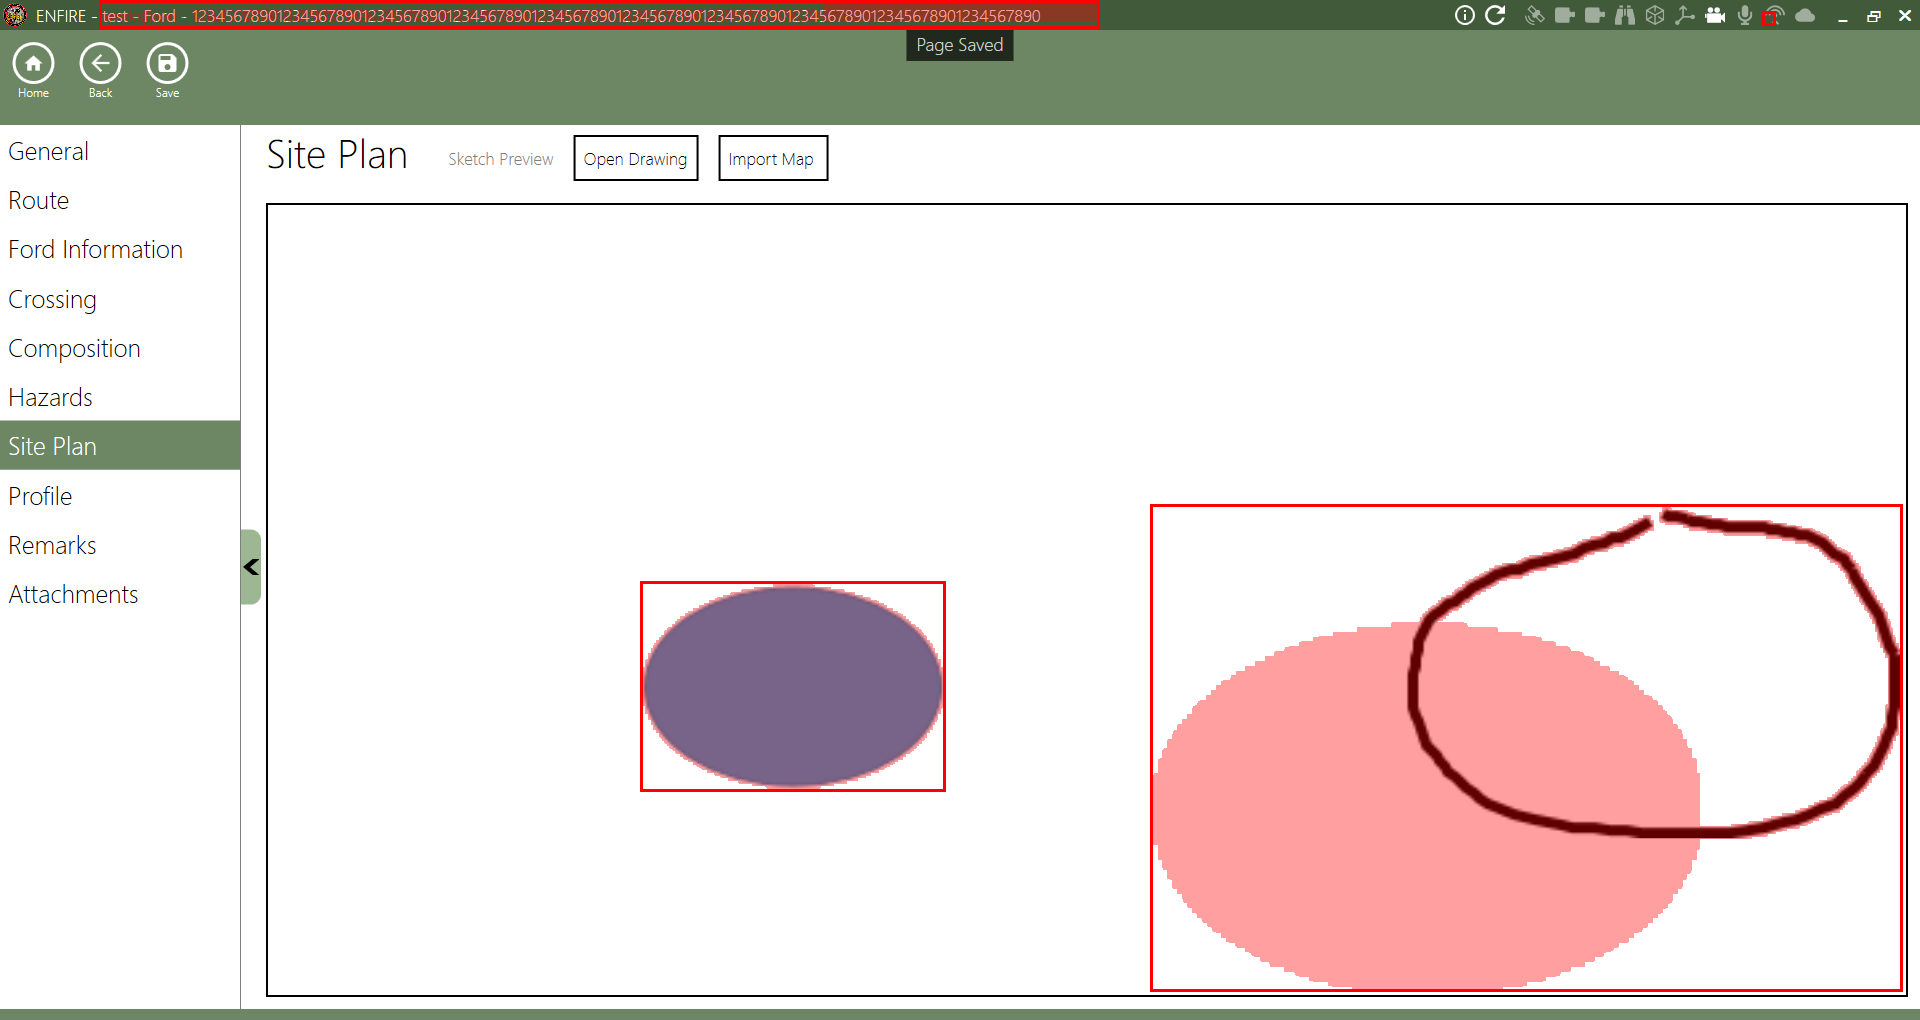 ENFIRE - test - Ford - 1234567890123456789012345678901234567890123456789012345678901234567890123456789012345678901234567890
Page Saved
Home
Back
Save
General
Route
Ford Information
Crossing
Composition
Hazards
Site Plan
Profile
Remarks
Attachments
Site Plan
Sketch Preview
Open Drawing
Import Map